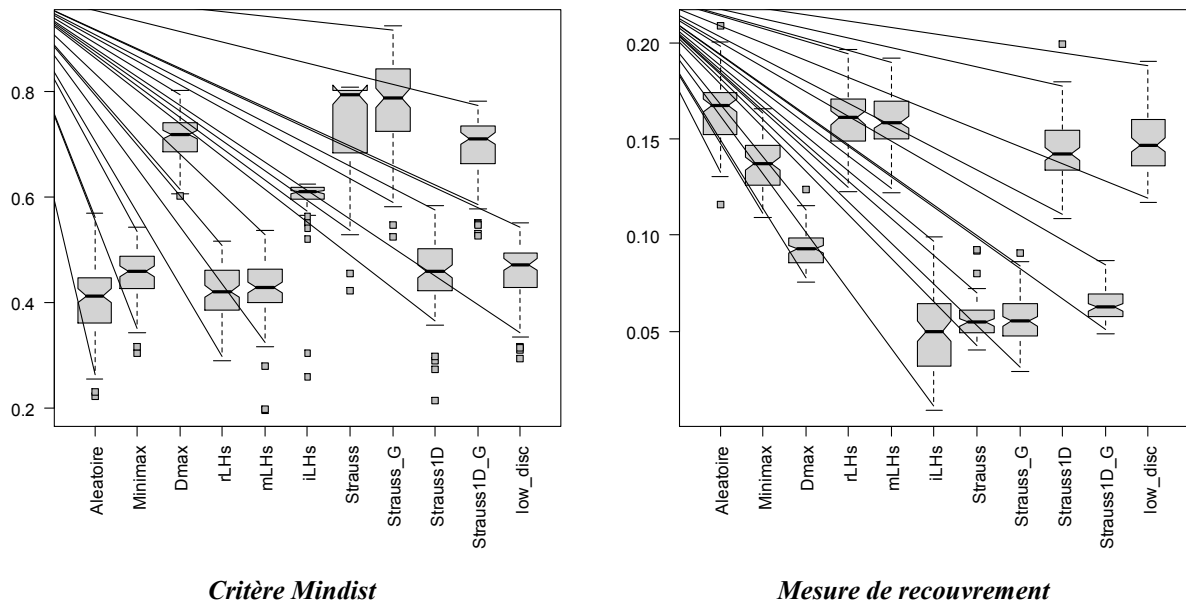 0.8
0.6
0.4
0.2
Aleatoire
Minimax
Dmax
rLHs
mLHs
iLHs
Strauss
Strauss_G
Strauss1D
Strauss1D_G
low_disc
Critère Mindist
0.20
0.15
0.10
0.05
Aleatoire
Minimax
Dmax
rLHs
mLHs
iLHs
Strauss
Strauss_G
Strauss1D
Strauss1D_G
low_disc
Mesure de recouvrement